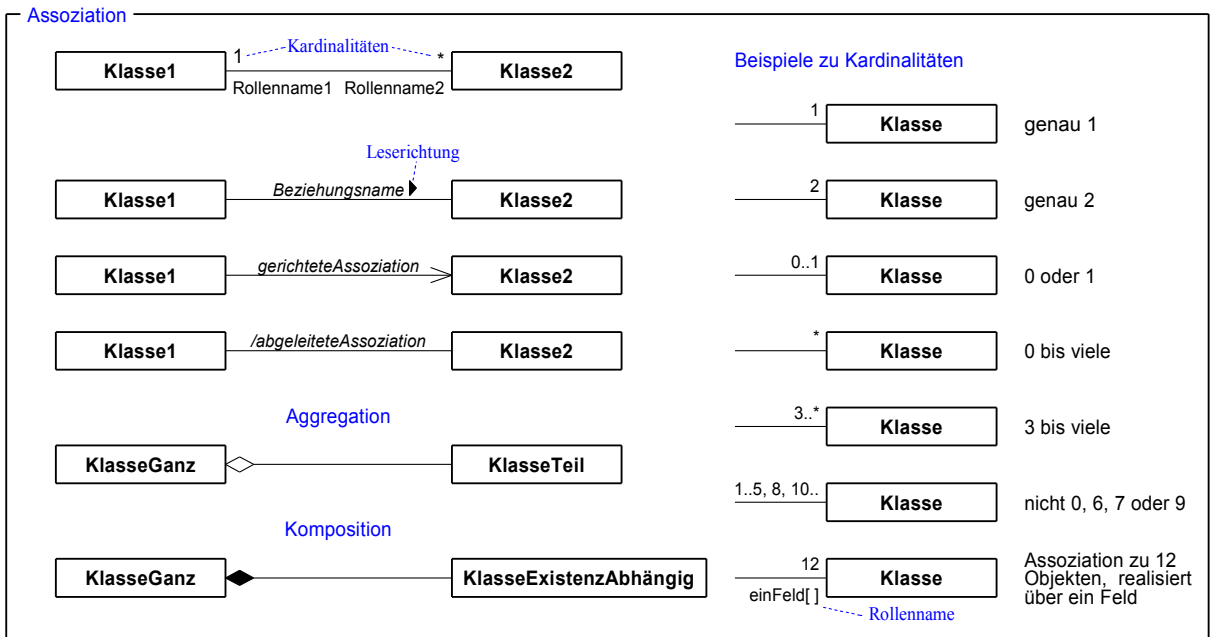 Assoziation
Klasse1
1
Kardinalitäten
*
Rollenname1 Rollenname2
Klasse2
Leserichtung
Klasse1
Beziehungsname
Klasse2
Klasse1
gerichteteAssoziation
Klasse2
Klasse1
/abgeleiteteAssoziation
Klasse2
Aggregation
KlasseGanz
KlasseTeil
Komposition
KlasseGanz
KlasseExistenzAbhängig
Beispiele zu Kardinalitäten
1
Klasse
genau 1
2
Klasse
genau 2
0..1
Klasse
0 oder 1
*
Klasse
0 bis viele
3..*
Klasse
3 bis viele
1..5, 8, 10..
Klasse
nicht 0, 6, 7 oder 9
12
einFeld[ ]
Klasse
Rollenname
Assoziation zu 12
Objekten, realisiert
über ein Feld